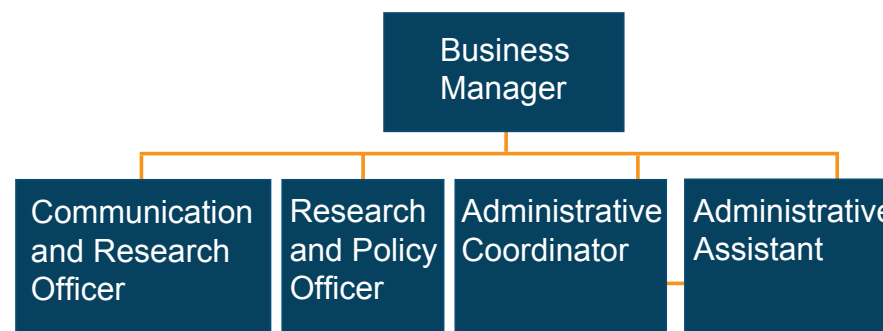 Business
Manager
Communication
and Research
Officer
Research
and Policy
Officer
Administrative
Coordinator
Administrative
Assistant